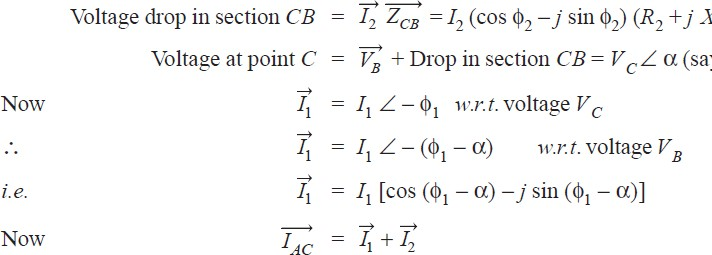 Voltage drop in section CB = I₂⃗ Z_CB⃗ = I₂ (cos ϕ₂ – j sin ϕ₂) (R₂ + j X
Voltage at point C = V_B⃗ + Drop in section CB = V_C ∠ α (say
Now I₁⃗ = I₁ ∠ – ϕ₁ w.r.t. voltage V_C
∴ I₁⃗ = I₁ ∠ – (ϕ₁ – α) w.r.t. voltage V_B
i.e. I₁⃗ = I₁ [cos (ϕ₁ – α) – j sin (ϕ₁ – α)]
Now I_AC⃗ = I₁⃗ + I₂⃗